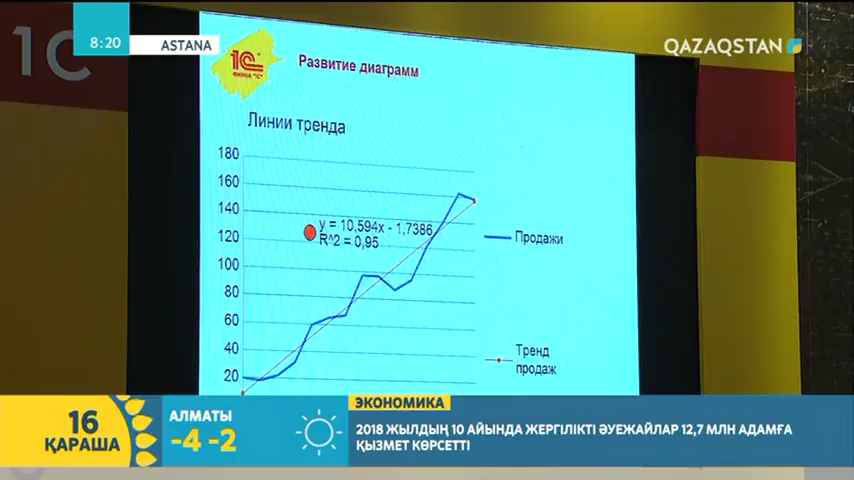 1C
8:20
ASTANA
QAZAQSTAN
1С
ФИРМА "1С"
Развитие диаграмм
Линии тренда
180
160
140
120
100
80
60
40
20
y = 10,594x - 1,7386
R^2 = 0,95
Продажи
Тренд
продаж
16
ҚАРАША
АЛМАТЫ
-4 -2
ЭКОНОМИКА
2018 ЖЫЛДЫҢ 10 АЙЫНДА ЖЕРГІЛІКТІ ӘУЕЖАЙЛАР 12,7 МЛН АДАМҒА
ҚЫЗМЕТ КӨРСЕТТІ